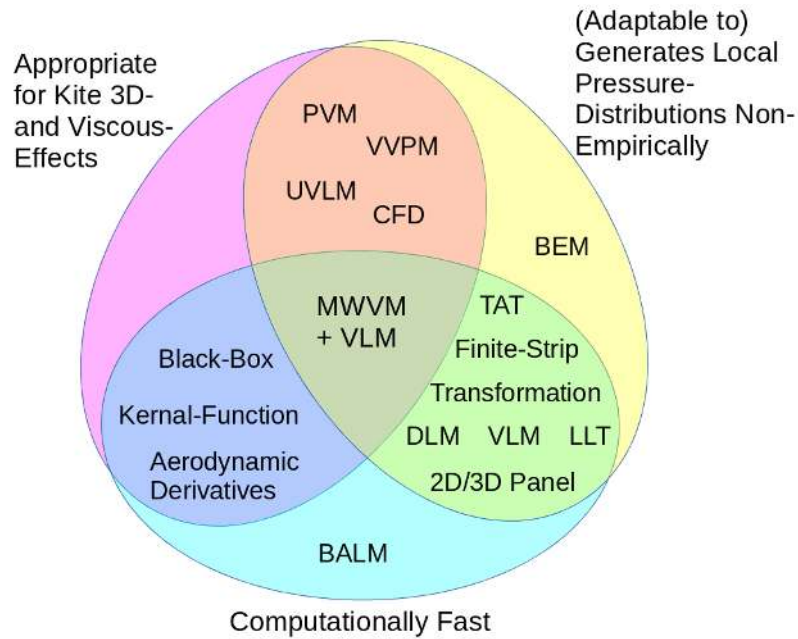 Appropriate
for Kite 3D-
and Viscous-
Effects
(Adaptable to)
Generates Local
Pressure-
Distributions Non-
Empirically
PVM
VVPM
UVLM
CFD
BEM
MWVM
+ VLM
TAT
Finite-Strip
Transformation
DLM VLM LLT
2D/3D Panel
Black-Box
Kernal-Function
Aerodynamic
Derivatives
BALM
Computationally Fast